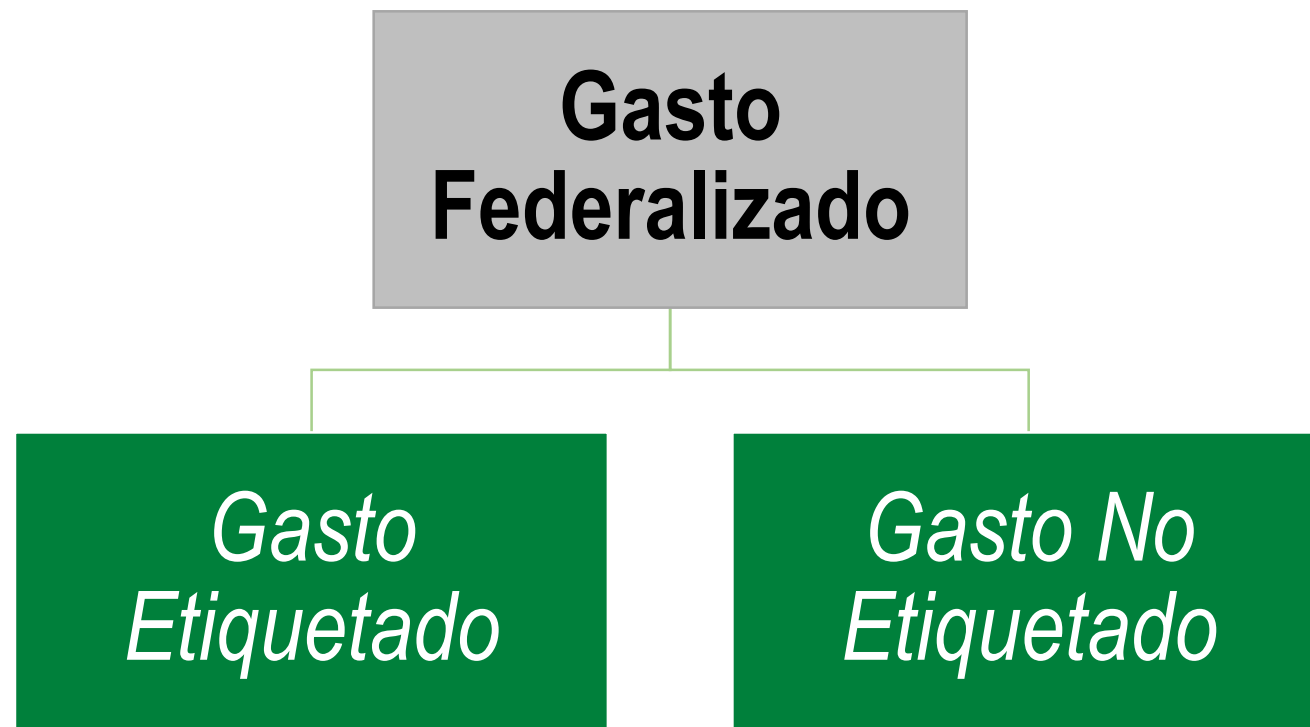 Gasto
Federalizado
Gasto
Etiquetado
Gasto No
Etiquetado